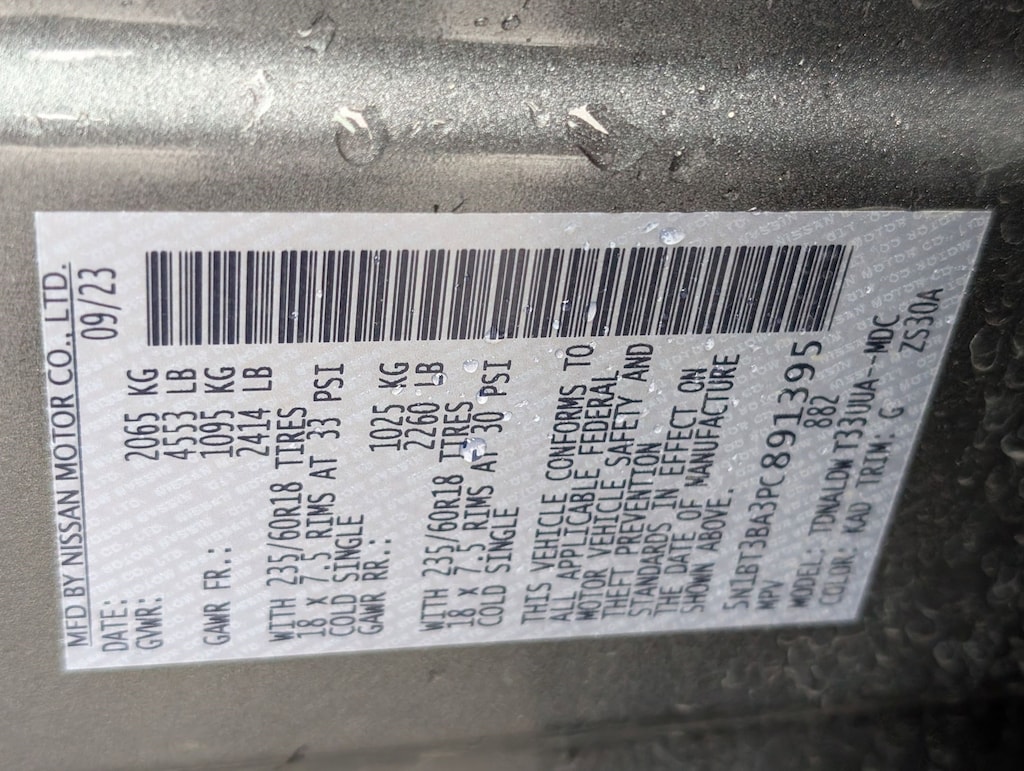 MFD BY NISSAN MOTOR CO., LTD.
DATE: 09/23
GVWR: 2065 KG
4553 LB
GAWR FR.: 1095 KG
2414 LB
WITH 235/60R18 TIRES
18 X 7.5 RIMS AT 33 PSI
COLD SINGLE
GAWR RR.: 1025 KG
2260 LB
WITH 235/60R18 TIRES
18 X 7.5 RIMS AT 30 PSI
COLD SINGLE
THIS VEHICLE CONFORMS TO
ALL APPLICABLE FEDERAL
MOTOR VEHICLE SAFETY AND
THEFT PREVENTION
STANDARDS IN EFFECT ON
THE DATE OF MANUFACTURE
SHOWN ABOVE.
5N1BT3BA3PC891395
MPV 882
MODEL: TDNALDWT33UUA--MDC
COLOR: KAD TRIM: G ZS30A